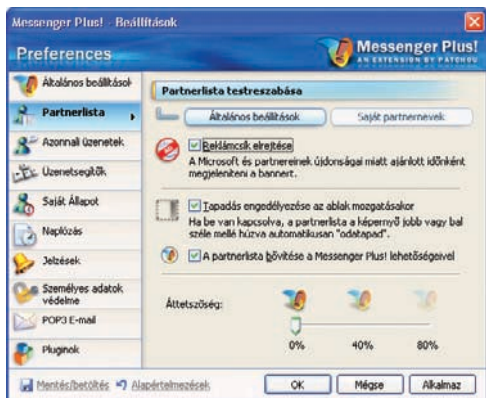 Messenger Plus! - Beállítások
Preferences
Messenger Plus!
AN EXTENSION BY PATCHOU
Általános beállítások
Partnerlista
Azonnali üzenetek
Üzenetsegítők
Saját Állapot
Naplózás
Jelzések
Személyes adatok
védelme
POP3 E-mail
Pluginok
Partnerlista testreszabása
Általános beállítások
Saját partnernevek
Reklámcsík elrejtése
A Microsoft és partnereinek újdonságai miatt ajánlott időnként
megjeleníteni a bannert.
Tapadás engedélyezése az ablak mozgatásakor
Ha be van kapcsolva, a partnerlista a képernyő jobb vagy bal
széle mellé húzva automatikusan "odatapad".
A partnerlista bővítése a Messenger Plus! lehetőségeivel
Áttetszőség:
0% 40% 80%
Mentés/betöltés Alapértelmezések OK Mégse Alkalmaz